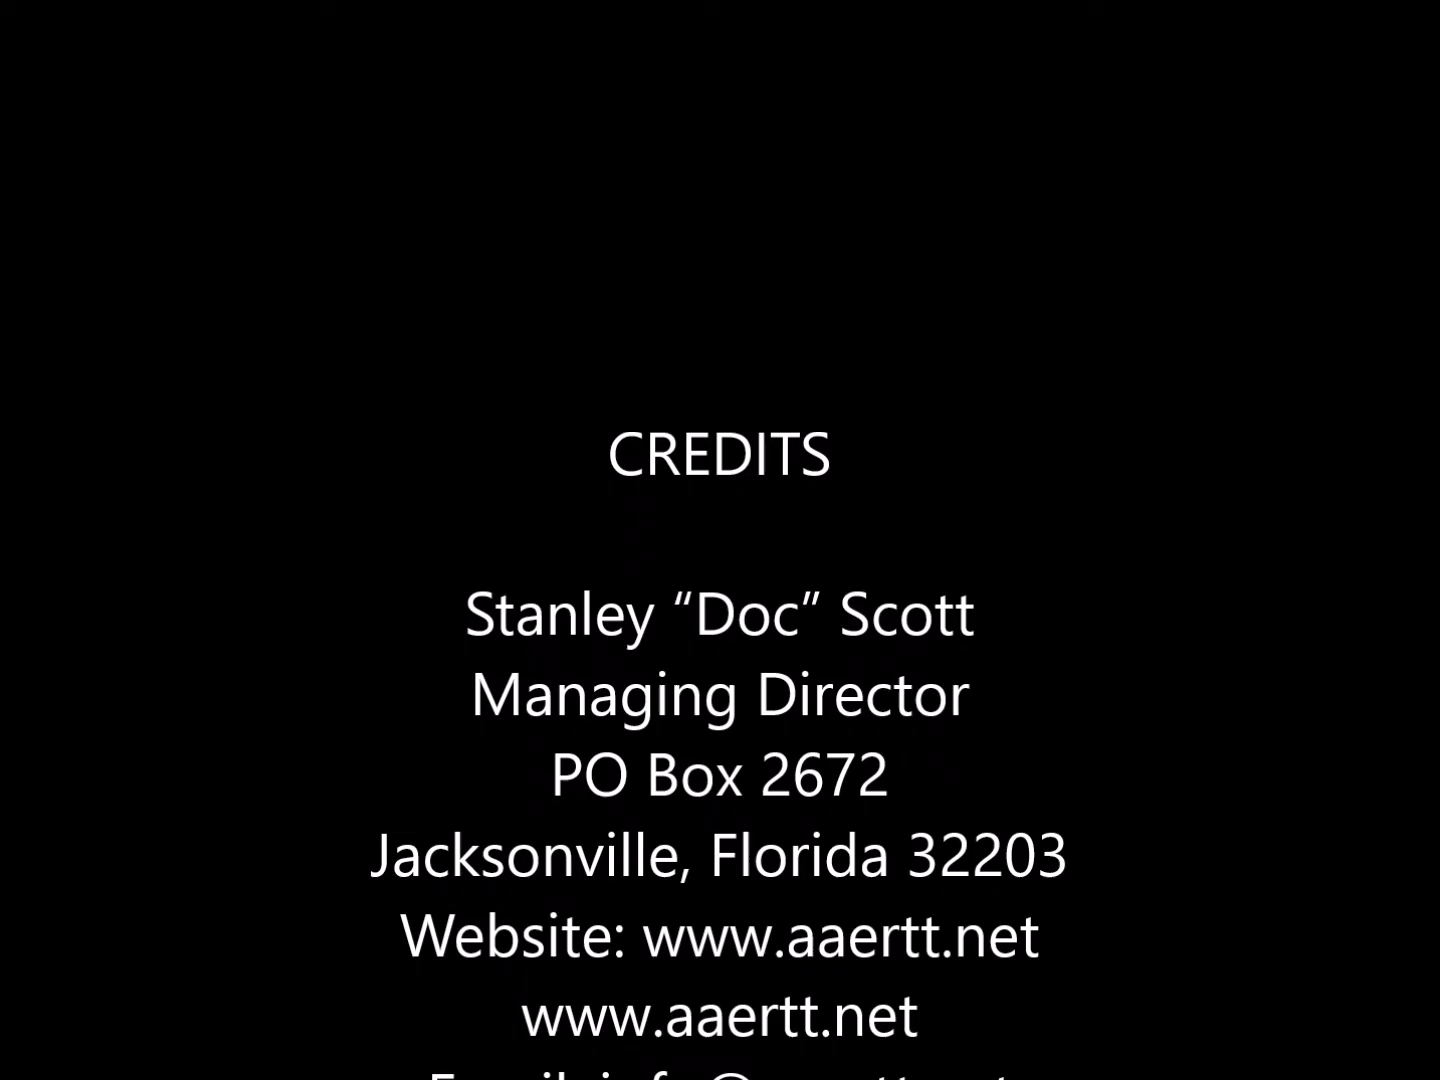 CREDITS
Stanley “Doc” Scott
Managing Director
PO Box 2672
Jacksonville, Florida 32203
Website: www.aaertt.net
www.aaertt.net